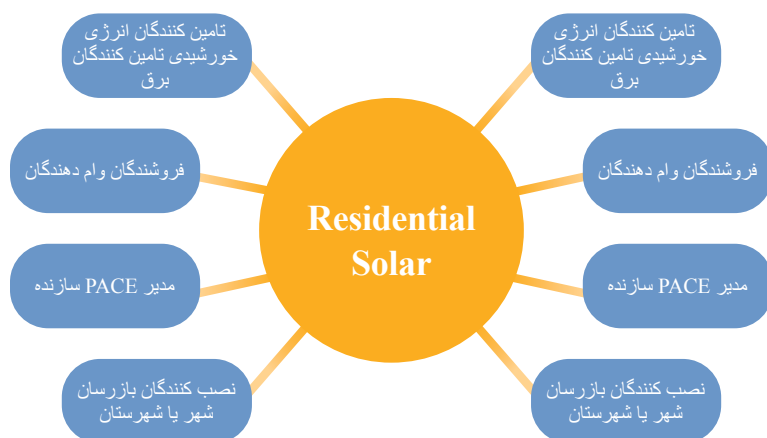 تامین کنندگان انرژی
خورشیدی تامین کنندگان
برق
تامین کنندگان انرژی
خورشیدی تامین کنندگان
برق
فروشندگان وام دهندگان
فروشندگان وام دهندگان
Residential
Solar
مدیر PACE سازنده
مدیر PACE سازنده
نصب کنندگان بازرسان
شهر یا شهرستان
نصب کنندگان بازرسان
شهر یا شهرستان